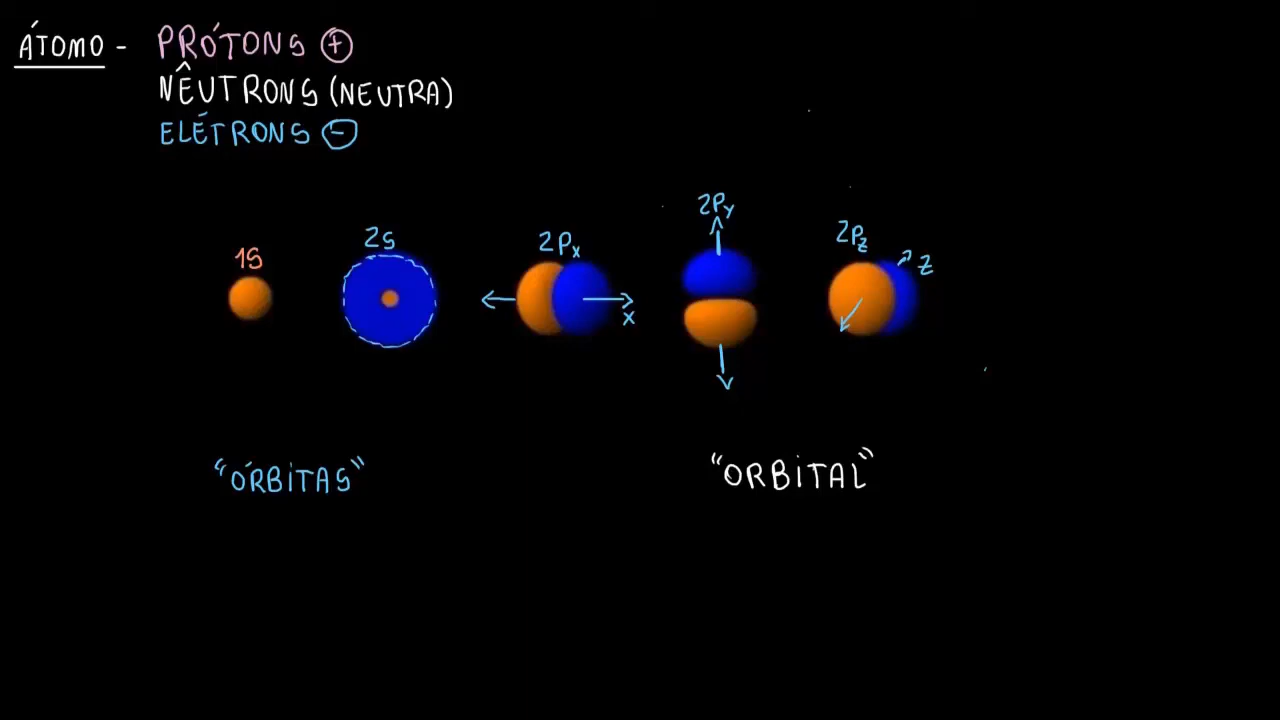 ÁTOMO - PRÓTONS +
NÊUTRONS (NEUTRA)
ELÉTRONS -
1S
2S
2Px
X
2Py
2Pz
Z
"ÓRBITAS"
"ORBITAL"